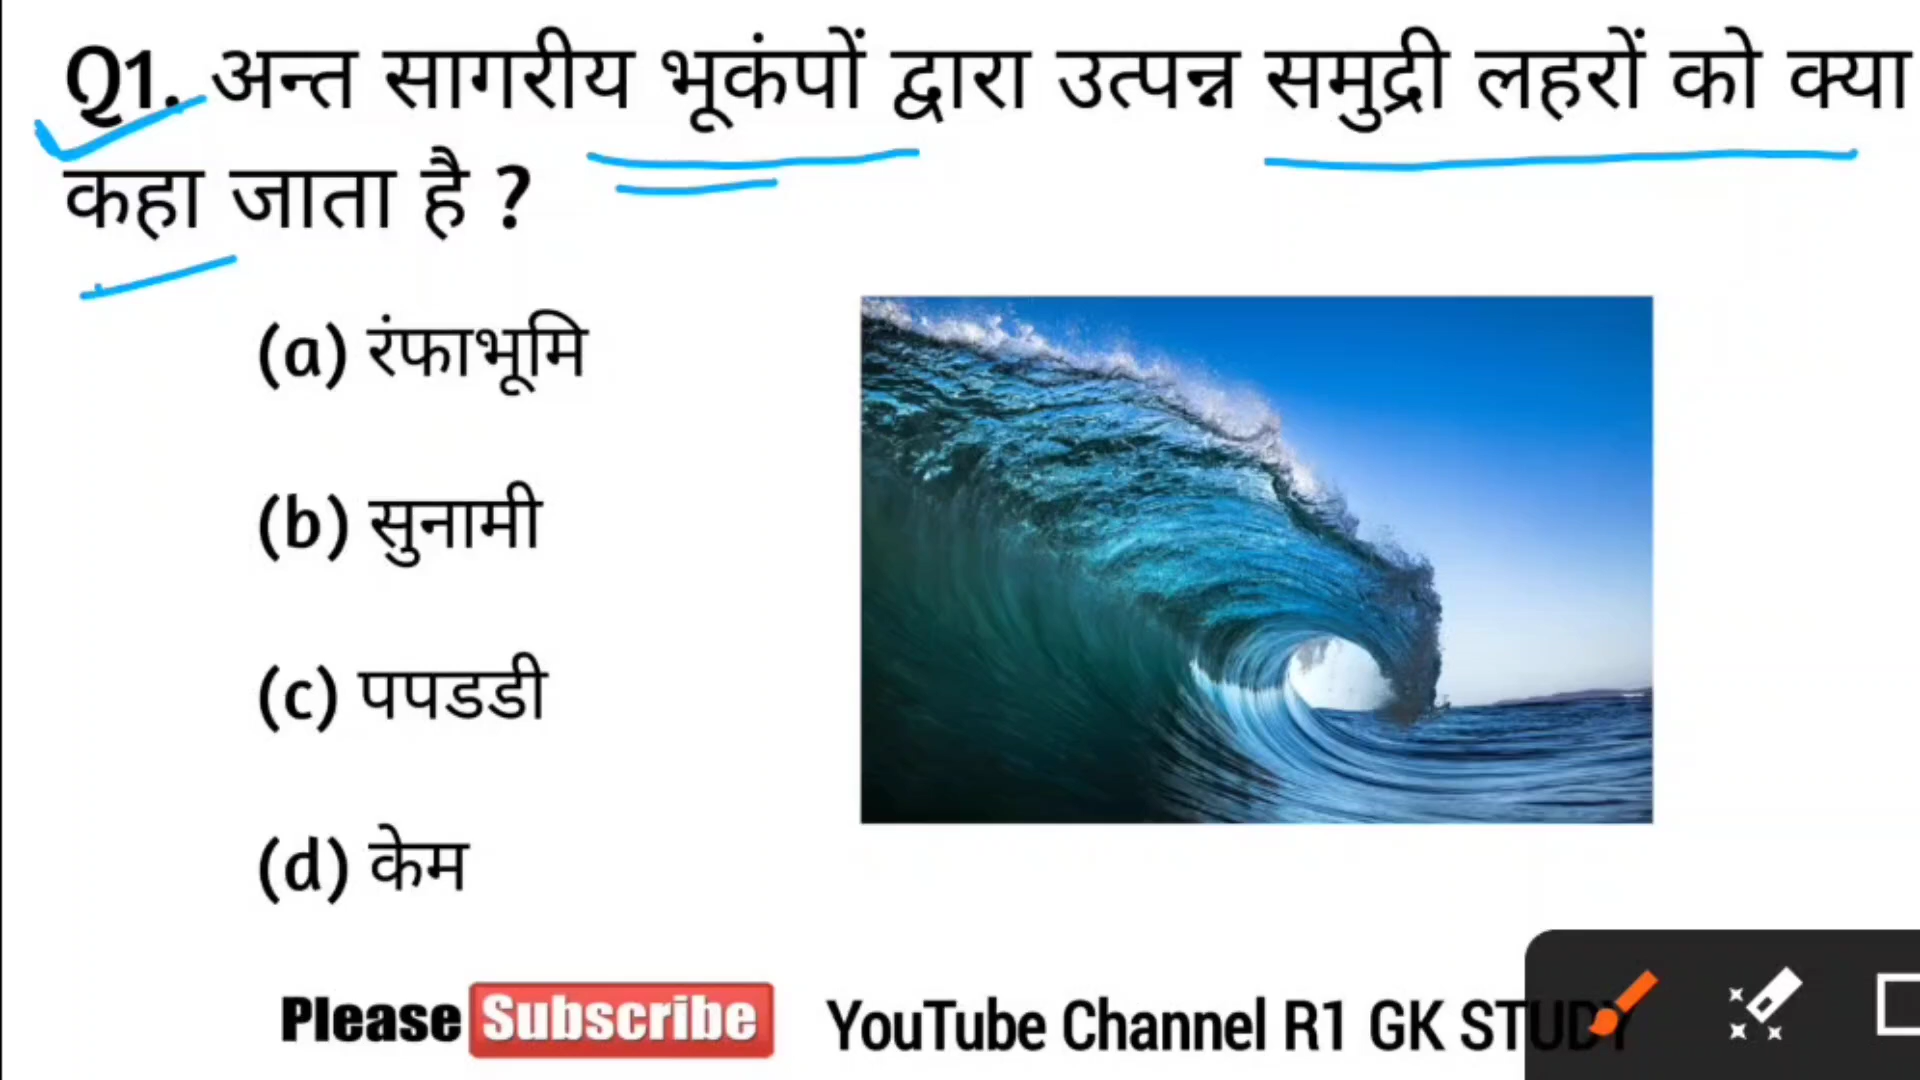 Q1. अन्त सागरीय भूकंपों द्वारा उत्पन्न समुद्री लहरों को क्या
कहा जाता है ?
(a) रंफाभूमि
(b) सुनामी
(c) पपडडी
(d) केम
Please Subscribe YouTube Channel R1 GK STUDY